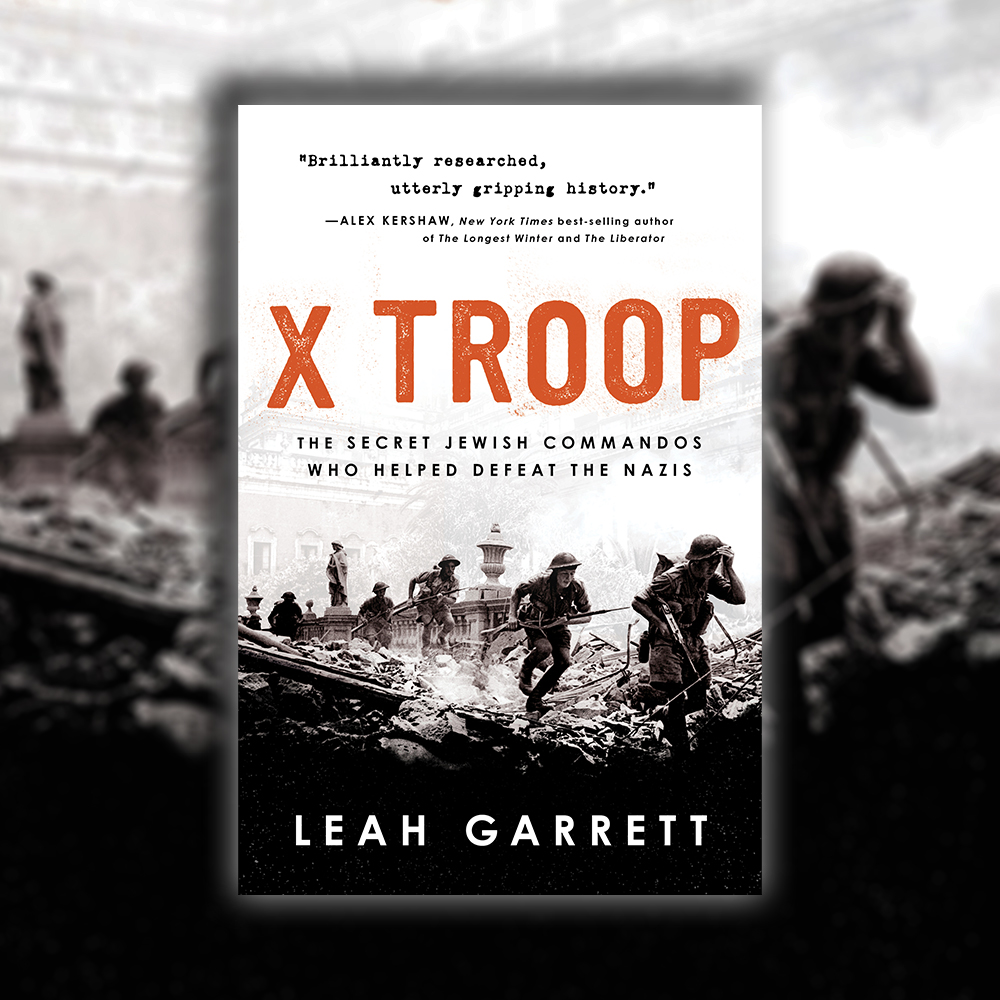 "Brilliantly researched,
utterly gripping history."
—ALEX KERSHAW, New York Times best-selling author
of The Longest Winter and The Liberator
X TROOP
THE SECRET JEWISH COMMANDOS
WHO HELPED DEFEAT THE NAZIS
LEAH GARRETT